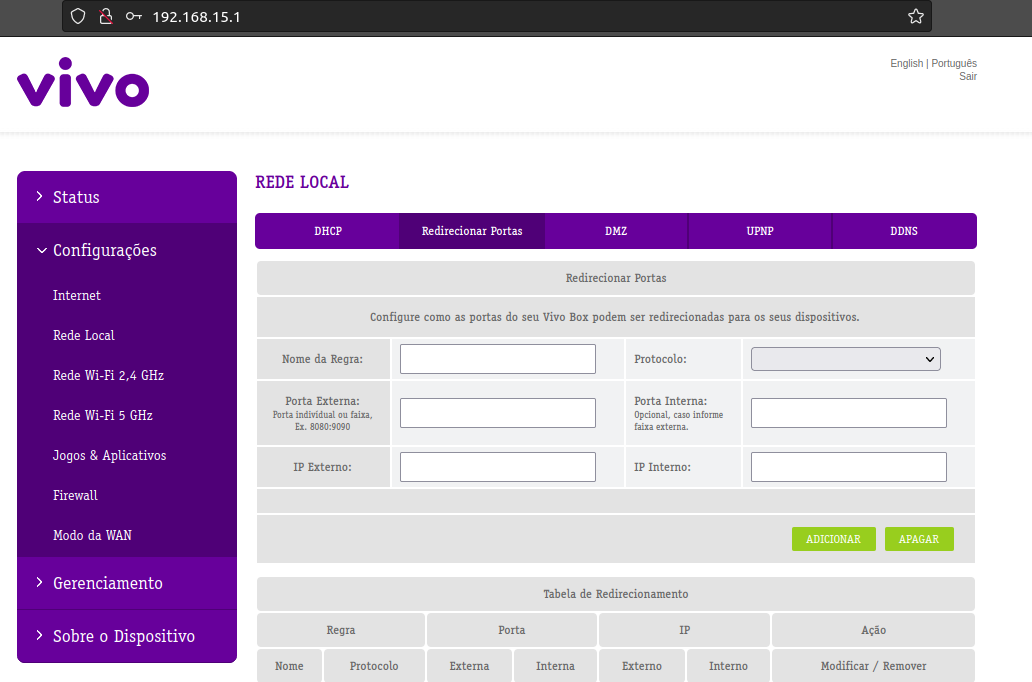 192.168.15.1
vivo
English | Português
Sair
Status
Configurações
Internet
Rede Local
Rede Wi-Fi 2,4 GHz
Rede Wi-Fi 5 GHz
Jogos & Aplicativos
Firewall
Modo da WAN
Gerenciamento
Sobre o Dispositivo
REDE LOCAL
DHCP Redirecionar Portas DMZ UPNP DDNS
Redirecionar Portas
Configure como as portas do seu Vivo Box podem ser redirecionadas para os seus dispositivos.
Nome da Regra: Protocolo:
Porta Externa:
Porta individual ou faixa,
Ex. 8080:9090
Porta Interna:
Opcional, caso informe
faixa externa.
IP Externo: IP Interno:
ADICIONAR APAGAR
Tabela de Redirecionamento
Regra Porta IP Ação
Nome Protocolo Externa Interna Externo Interno Modificar / Remover